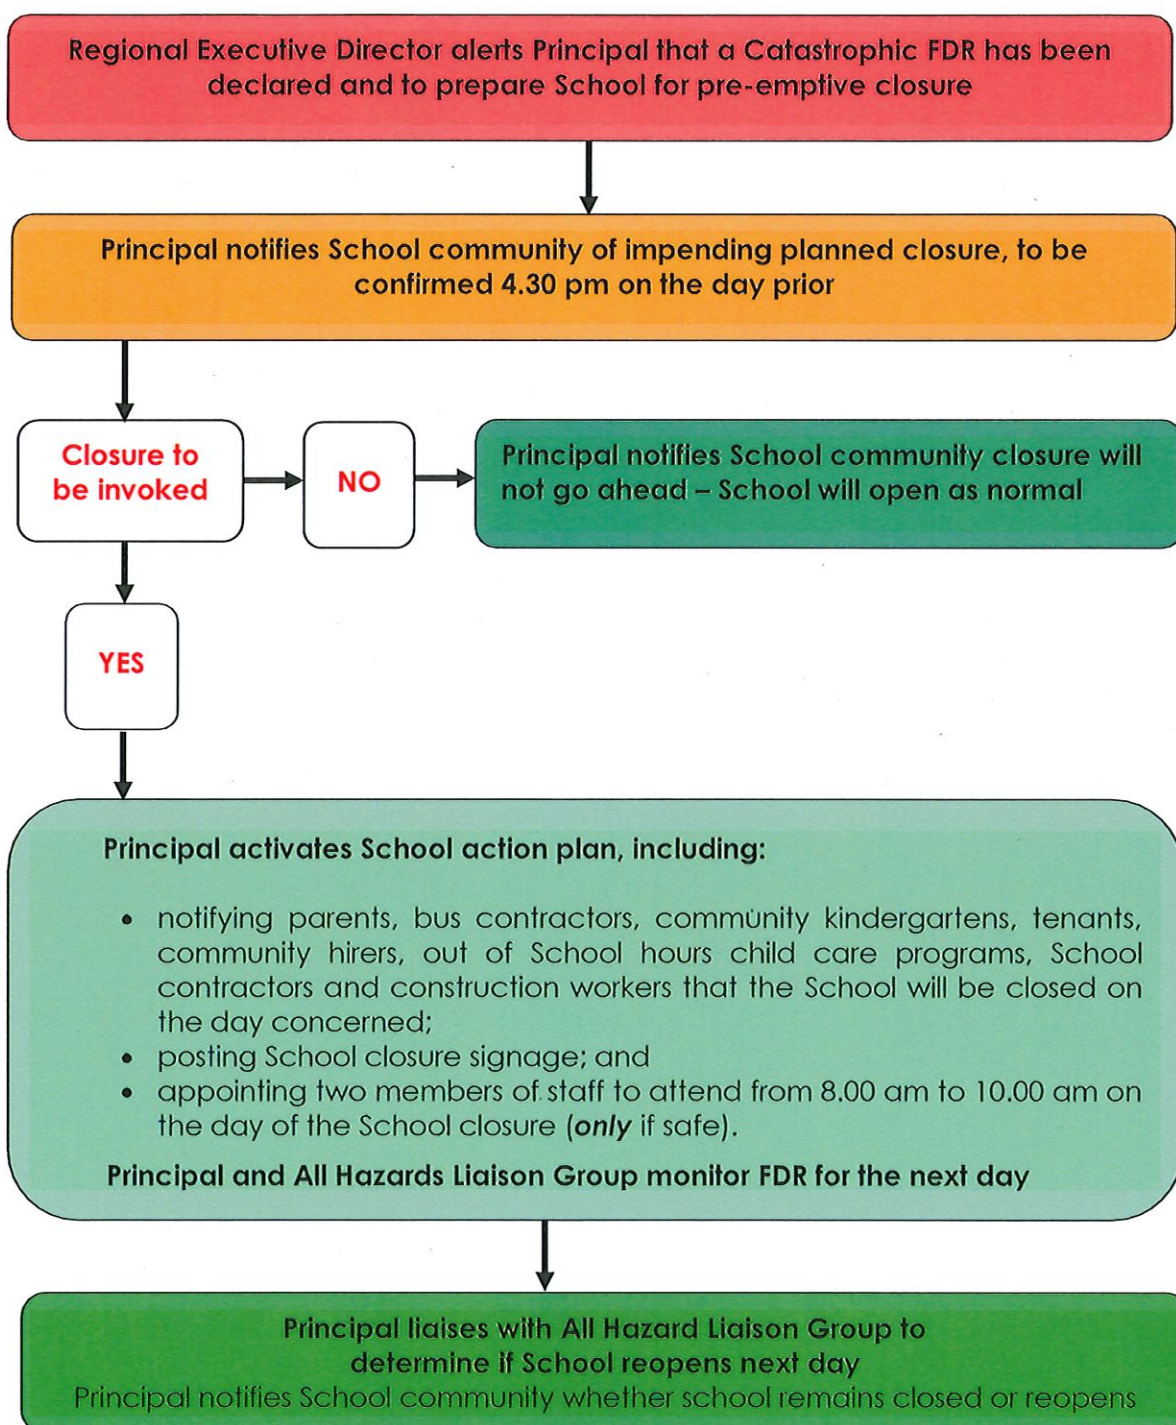 Regional Executive Director alerts Principal that a Catastrophic FDR has been
declared and to prepare School for pre-emptive closure
Principal notifies School community of impending planned closure, to be
confirmed 4.30 pm on the day prior
Closure to
be invoked
NO
Principal notifies School community closure will
not go ahead – School will open as normal
YES
Principal activates School action plan, including:
• notifying parents, bus contractors, community kindergartens, tenants,
community hirers, out of School hours child care programs, School
contractors and construction workers that the School will be closed on
the day concerned;
• posting School closure signage; and
• appointing two members of staff to attend from 8.00 am to 10.00 am on
the day of the School closure (only if safe).
Principal and All Hazards Liaison Group monitor FDR for the next day
Principal liaises with All Hazard Liaison Group to
determine if School reopens next day
Principal notifies School community whether school remains closed or reopens